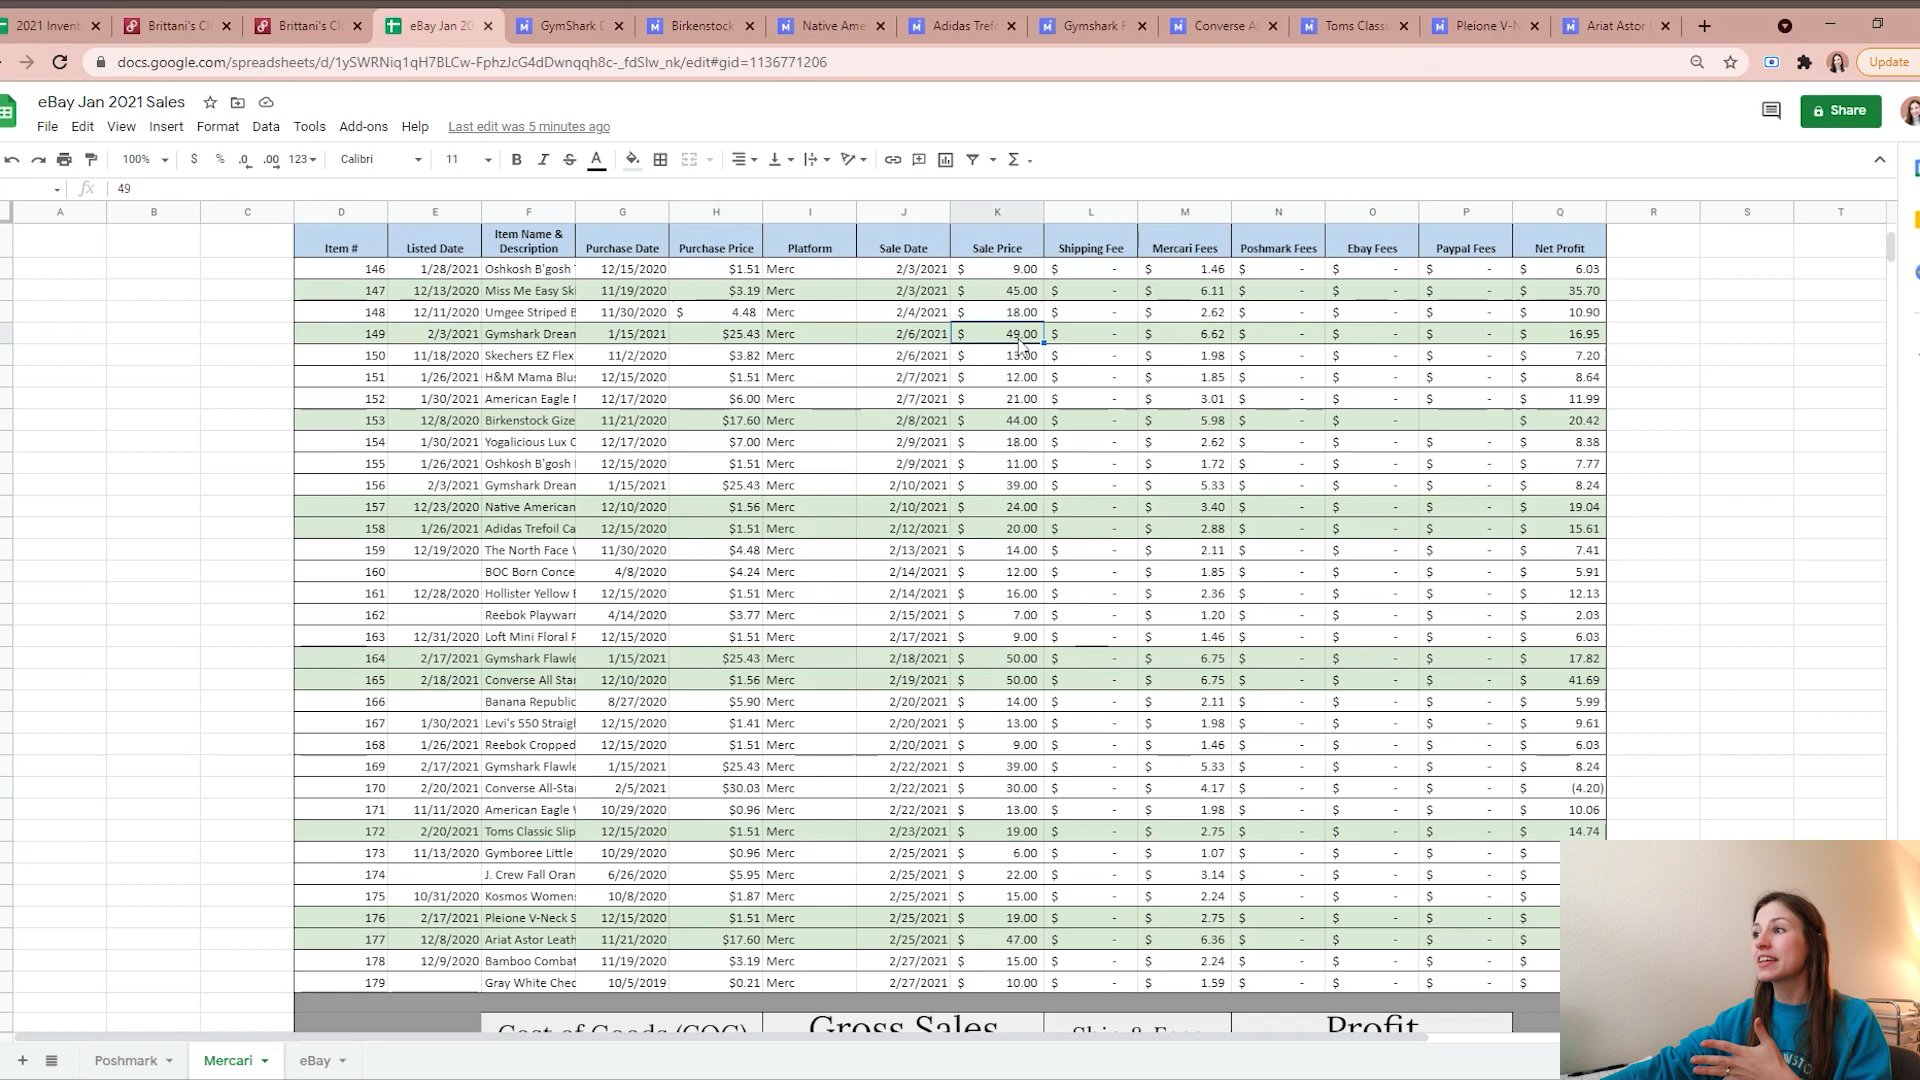 2021 Invent
Brittani's Cl
Brittani's Cl
eBay Jan 20
GymShark D
Birkenstock
Native Ame
Adidas Tref
Gymshark F
Converse A
Toms Classi
Pleione V-N
Ariat Astor L
docs.google.com/spreadsheets/d/1ySWRNiq1qH7BLCw-FphzJcG4dDwnqqh8c-_fdSlw_nk/edit#gid=1136771206
Update
eBay Jan 2021 Sales
Share
File Edit View Insert Format Data Tools Add-ons Help Last edit was 5 minutes ago
100% $ % .0 .00 123 Calibri 11 B I S A
fx 49
A B C D E F G H I J K L M N O P Q R S T
Item # Listed Date Item Name & Description Purchase Date Purchase Price Platform Sale Date Sale Price Shipping Fee Mercari Fees Poshmark Fees Ebay Fees Paypal Fees Net Profit
146 1/28/2021 Oshkosh B'gosh 12/15/2020 $1.51 Merc 2/3/2021 $ 9.00 $ - $ 1.46 $ - $ - $ - $ 6.03
147 12/13/2020 Miss Me Easy Ski 11/19/2020 $3.19 Merc 2/3/2021 $ 45.00 $ - $ 6.11 $ - $ - $ - $ 35.70
148 12/11/2020 Umgee Striped B 11/30/2020 $ 4.48 Merc 2/4/2021 $ 18.00 $ - $ 2.62 $ - $ - $ - $ 10.90
149 2/3/2021 Gymshark Drean 1/15/2021 $25.43 Merc 2/6/2021 $ 49.00 $ - $ 6.62 $ - $ - $ - $ 16.95
150 11/18/2020 Skechers EZ Flex 11/2/2020 $3.82 Merc 2/6/2021 $ 13.00 $ - $ 1.98 $ - $ - $ - $ 7.20
151 1/26/2021 H&M Mama Blus 12/15/2020 $1.51 Merc 2/7/2021 $ 12.00 $ - $ 1.85 $ - $ - $ - $ 8.64
152 1/30/2021 American Eagle 12/17/2020 $6.00 Merc 2/7/2021 $ 21.00 $ - $ 3.01 $ - $ - $ - $ 11.99
153 12/8/2020 Birkenstock Gize 11/21/2020 $17.60 Merc 2/8/2021 $ 44.00 $ - $ 5.98 $ - $ - $ 20.42
154 1/30/2021 Yogalicious Lux C 12/17/2020 $7.00 Merc 2/9/2021 $ 18.00 $ - $ 2.62 $ - $ - $ - $ 8.38
155 1/26/2021 Oshkosh B'gosh 12/15/2020 $1.51 Merc 2/9/2021 $ 11.00 $ - $ 1.72 $ - $ - $ - $ 7.77
156 2/3/2021 Gymshark Drean 1/15/2021 $25.43 Merc 2/10/2021 $ 39.00 $ - $ 5.33 $ - $ - $ - $ 8.24
157 12/23/2020 Native American 12/10/2020 $1.56 Merc 2/10/2021 $ 24.00 $ - $ 3.40 $ - $ - $ - $ 19.04
158 1/26/2021 Adidas Trefoil Ca 12/15/2020 $1.51 Merc 2/12/2021 $ 20.00 $ - $ 2.88 $ - $ - $ - $ 15.61
159 12/19/2020 The North Face W 11/30/2020 $4.48 Merc 2/13/2021 $ 14.00 $ - $ 2.11 $ - $ - $ - $ 7.41
160 BOC Born Conce 4/8/2020 $4.24 Merc 2/14/2021 $ 12.00 $ - $ 1.85 $ - $ - $ - $ 5.91
161 12/28/2020 Hollister Yellow 12/15/2020 $1.51 Merc 2/14/2021 $ 16.00 $ - $ 2.36 $ - $ - $ - $ 12.13
162 Reebok Playwarr 4/14/2020 $3.77 Merc 2/15/2021 $ 7.00 $ - $ 1.20 $ - $ - $ - $ 2.03
163 12/31/2020 Loft Mini Floral F 12/15/2020 $1.51 Merc 2/17/2021 $ 9.00 $ - $ 1.46 $ - $ - $ - $ 6.03
164 2/17/2021 Gymshark Flawle 1/15/2021 $25.43 Merc 2/18/2021 $ 50.00 $ - $ 6.75 $ - $ - $ - $ 17.82
165 2/18/2021 Converse All Star 12/10/2020 $1.56 Merc 2/19/2021 $ 50.00 $ - $ 6.75 $ - $ - $ - $ 41.69
166 Banana Republic 8/27/2020 $5.90 Merc 2/20/2021 $ 14.00 $ - $ 2.11 $ - $ - $ - $ 5.99
167 1/30/2021 Levi's 550 Straigh 12/15/2020 $1.41 Merc 2/20/2021 $ 13.00 $ - $ 1.98 $ - $ - $ - $ 9.61
168 1/26/2021 Reebok Cropped 12/15/2020 $1.51 Merc 2/20/2021 $ 9.00 $ - $ 1.46 $ - $ - $ - $ 6.03
169 2/17/2021 Gymshark Flawle 1/15/2021 $25.43 Merc 2/22/2021 $ 39.00 $ - $ 5.33 $ - $ - $ - $ 8.24
170 2/20/2021 Converse All-Sta 2/5/2021 $30.03 Merc 2/22/2021 $ 30.00 $ - $ 4.17 $ - $ - $ - $ (4.20)
171 11/11/2020 American Eagle 10/29/2020 $0.96 Merc 2/22/2021 $ 13.00 $ - $ 1.98 $ - $ - $ - $ 10.06
172 2/20/2021 Toms Classic Slip 12/15/2020 $1.51 Merc 2/23/2021 $ 19.00 $ - $ 2.75 $ - $ - $ - $ 14.74
173 11/13/2020 Gymboree Little 10/29/2020 $0.96 Merc 2/25/2021 $ 6.00 $ - $ 1.07 $ - $ - $ - $
174 J. Crew Fall Oran 6/26/2020 $5.95 Merc 2/25/2021 $ 22.00 $ - $ 3.14 $ - $ - $ - $
175 10/31/2020 Kosmos Womens 10/8/2020 $1.87 Merc 2/25/2021 $ 15.00 $ - $ 2.24 $ - $ - $ - $
176 2/17/2021 Pleione V-Neck S 12/15/2020 $1.51 Merc 2/25/2021 $ 19.00 $ - $ 2.75 $ - $ - $ - $
177 12/8/2020 Ariat Astor Leath 11/21/2020 $17.60 Merc 2/25/2021 $ 47.00 $ - $ 6.36 $ - $ - $ - $
178 12/9/2020 Bamboo Combat 11/19/2020 $3.19 Merc 2/27/2021 $ 15.00 $ - $ 2.24 $ - $ - $ - $
179 Gray White Chec 10/5/2019 $0.21 Merc 2/27/2021 $ 10.00 $ - $ 1.59 $ - $ - $ - $
Cost of Goods (COG) Gross Sales Ship & Fees Profit
Poshmark Mercari eBay